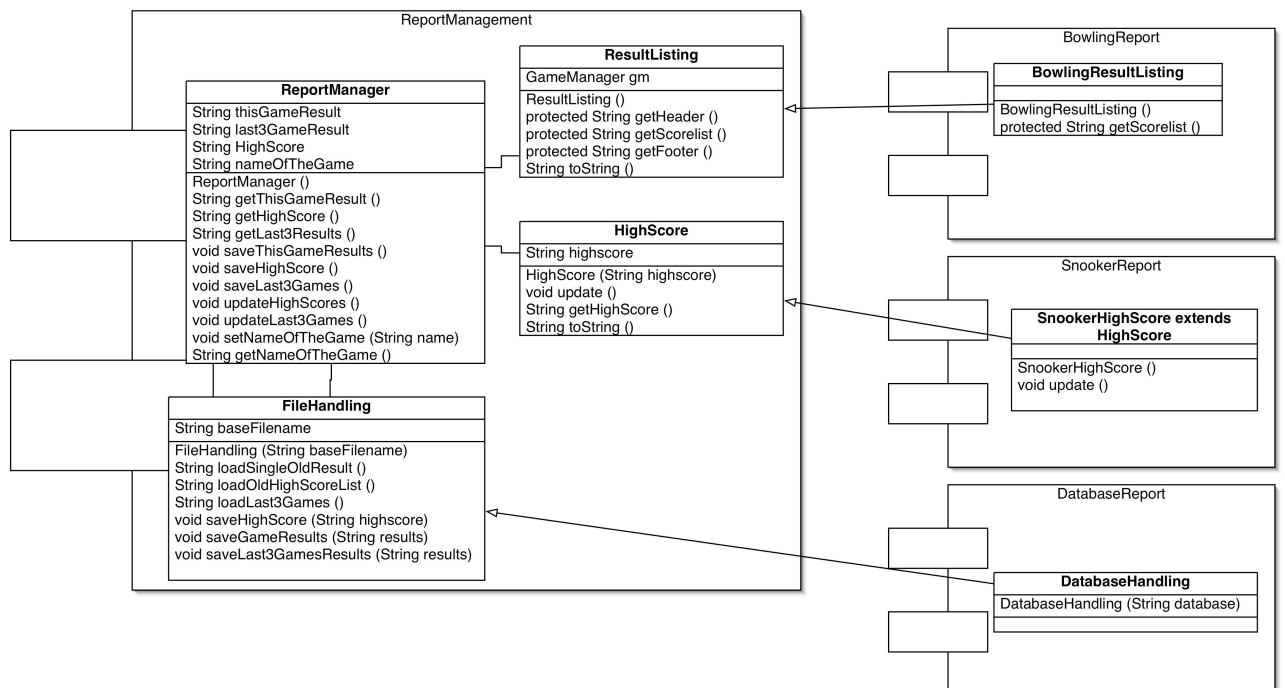 ReportManagement
ReportManager
String thisGameResult
String last3GameResult
String HighScore
String nameOfTheGame
ReportManager ()
String getThisGameResult ()
String getHighScore ()
String getLast3Results ()
void saveThisGameResults ()
void saveHighScore ()
void saveLast3Games ()
void updateHighScores ()
void updateLast3Games ()
void setNameOfTheGame (String name)
String getNameOfTheGame ()
ResultListing
GameManager gm
ResultListing ()
protected String getHeader ()
protected String getScorelist ()
protected String getFooter ()
String toString ()
HighScore
String highscore
HighScore (String highscore)
void update ()
String getHighScore ()
String toString ()
FileHandling
String baseFilename
FileHandling (String baseFilename)
String loadSingleOldResult ()
String loadOldHighScoreList ()
String loadLast3Games ()
void saveHighScore (String highscore)
void saveGameResults (String results)
void saveLast3GamesResults (String results)
BowlingReport
BowlingResultListing
BowlingResultListing ()
protected String getScorelist ()
SnookerReport
SnookerHighScore extends
HighScore
SnookerHighScore ()
void update ()
DatabaseReport
DatabaseHandling
DatabaseHandling (String database)